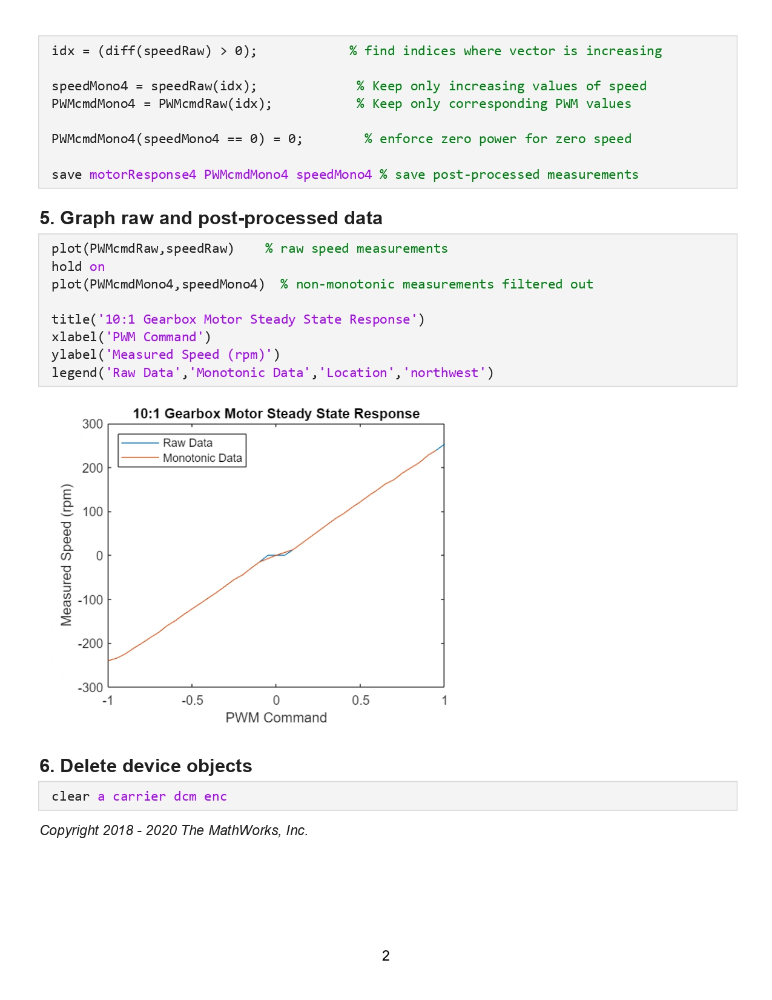 idx = (diff(speedRaw) > 0);            % find indices where vector is increasing
speedMono4 = speedRaw(idx);             % Keep only increasing values of speed
PWMcmdMono4 = PWMcmdRaw(idx);           % Keep only corresponding PWM values
PWMcmdMono4(speedMono4 == 0) = 0;        % enforce zero power for zero speed
save motorResponse4 PWMcmdMono4 speedMono4 % save post-processed measurements
5. Graph raw and post-processed data
plot(PWMcmdRaw,speedRaw)    % raw speed measurements
hold on
plot(PWMcmdMono4,speedMono4)  % non-monotonic measurements filtered out
title('10:1 Gearbox Motor Steady State Response')
xlabel('PWM Command')
ylabel('Measured Speed (rpm)')
legend('Raw Data','Monotonic Data','Location','northwest')
10:1 Gearbox Motor Steady State Response
Raw Data
Monotonic Data
Measured Speed (rpm)
300
200
100
0
-100
-200
-300
-1 -0.5 0 0.5 1
PWM Command
6. Delete device objects
clear a carrier dcm enc
Copyright 2018 - 2020 The MathWorks, Inc.
2